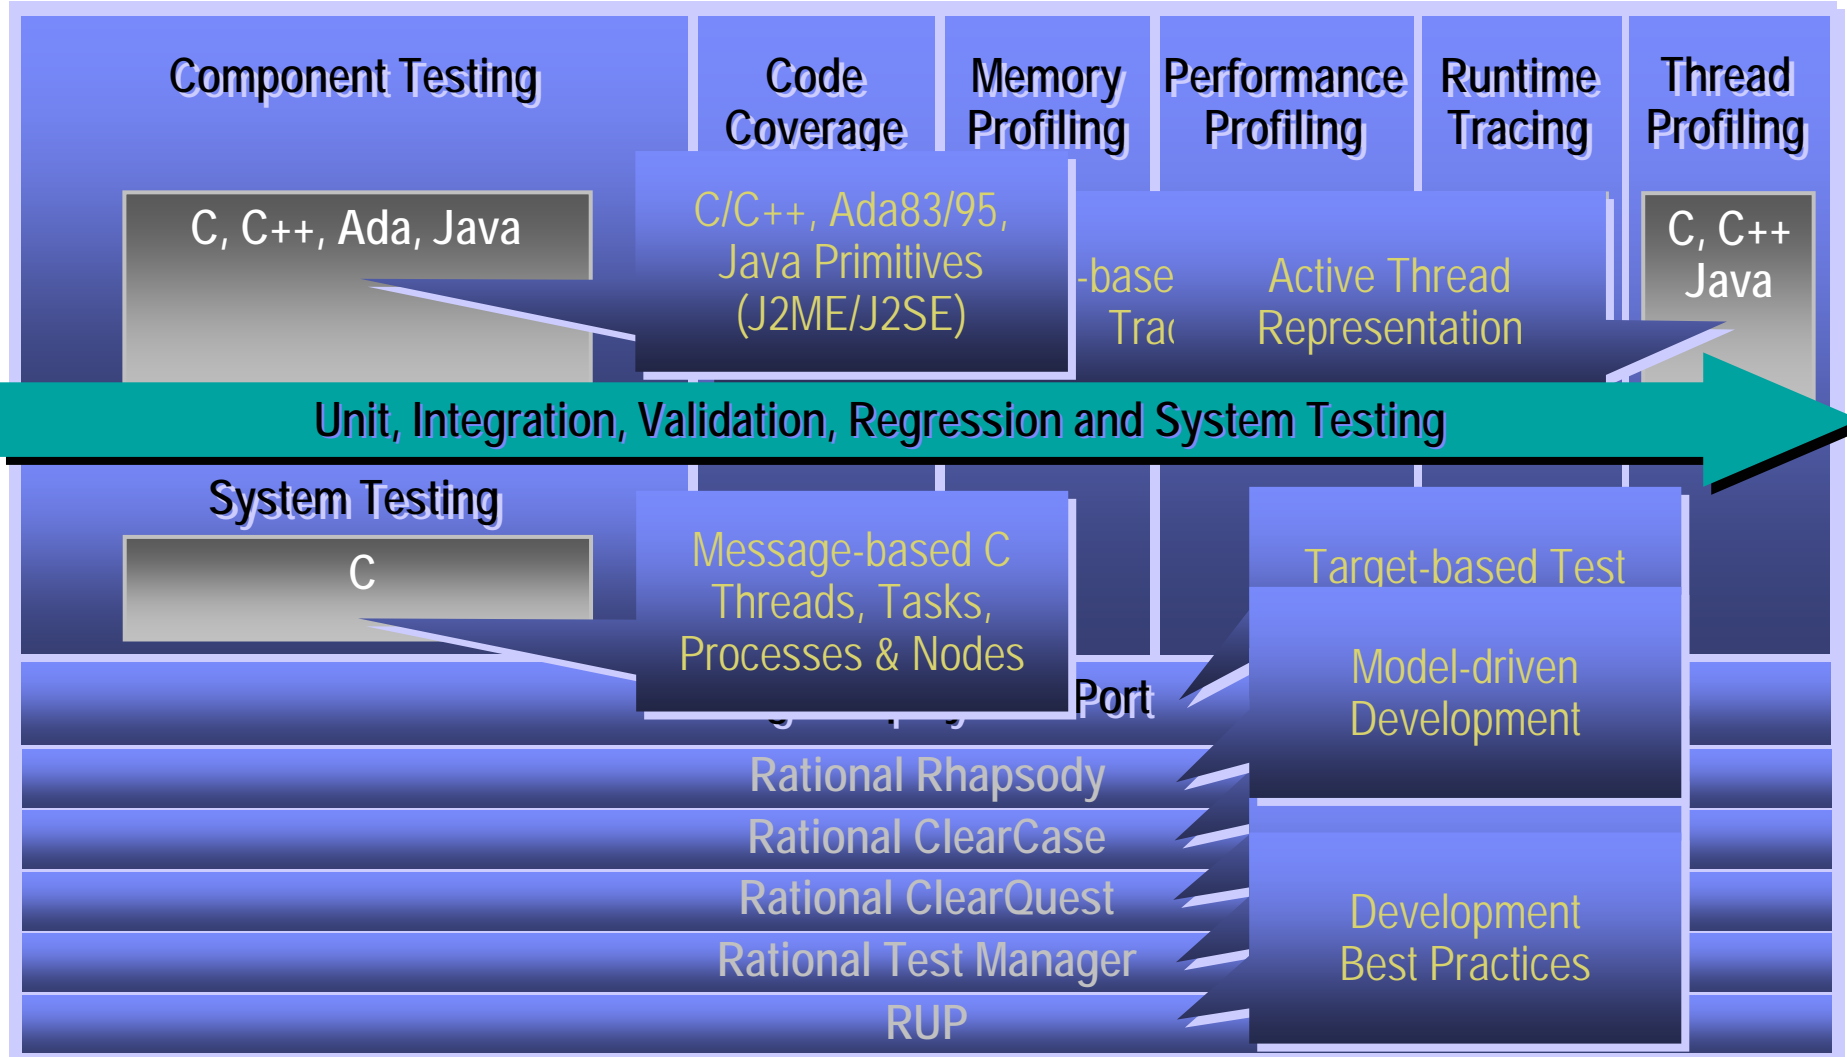 Component Testing
Code
Coverage
Memory
Profiling
Performance
Profiling
Runtime
Tracing
Thread
Profiling
C, C++, Ada, Java
C/C++, Ada83/95,
Java Primitives
(J2ME/J2SE)
-base
Active Thread
Representation
C, C++
Java
Unit, Integration, Validation, Regression and System Testing
System Testing
C
Message-based C
Threads, Tasks,
Processes & Nodes
Target-based Test
Model-driven
Development
Port
Rational Rhapsody
Rational ClearCase
Rational ClearQuest
Rational Test Manager
RUP
Development
Best Practices